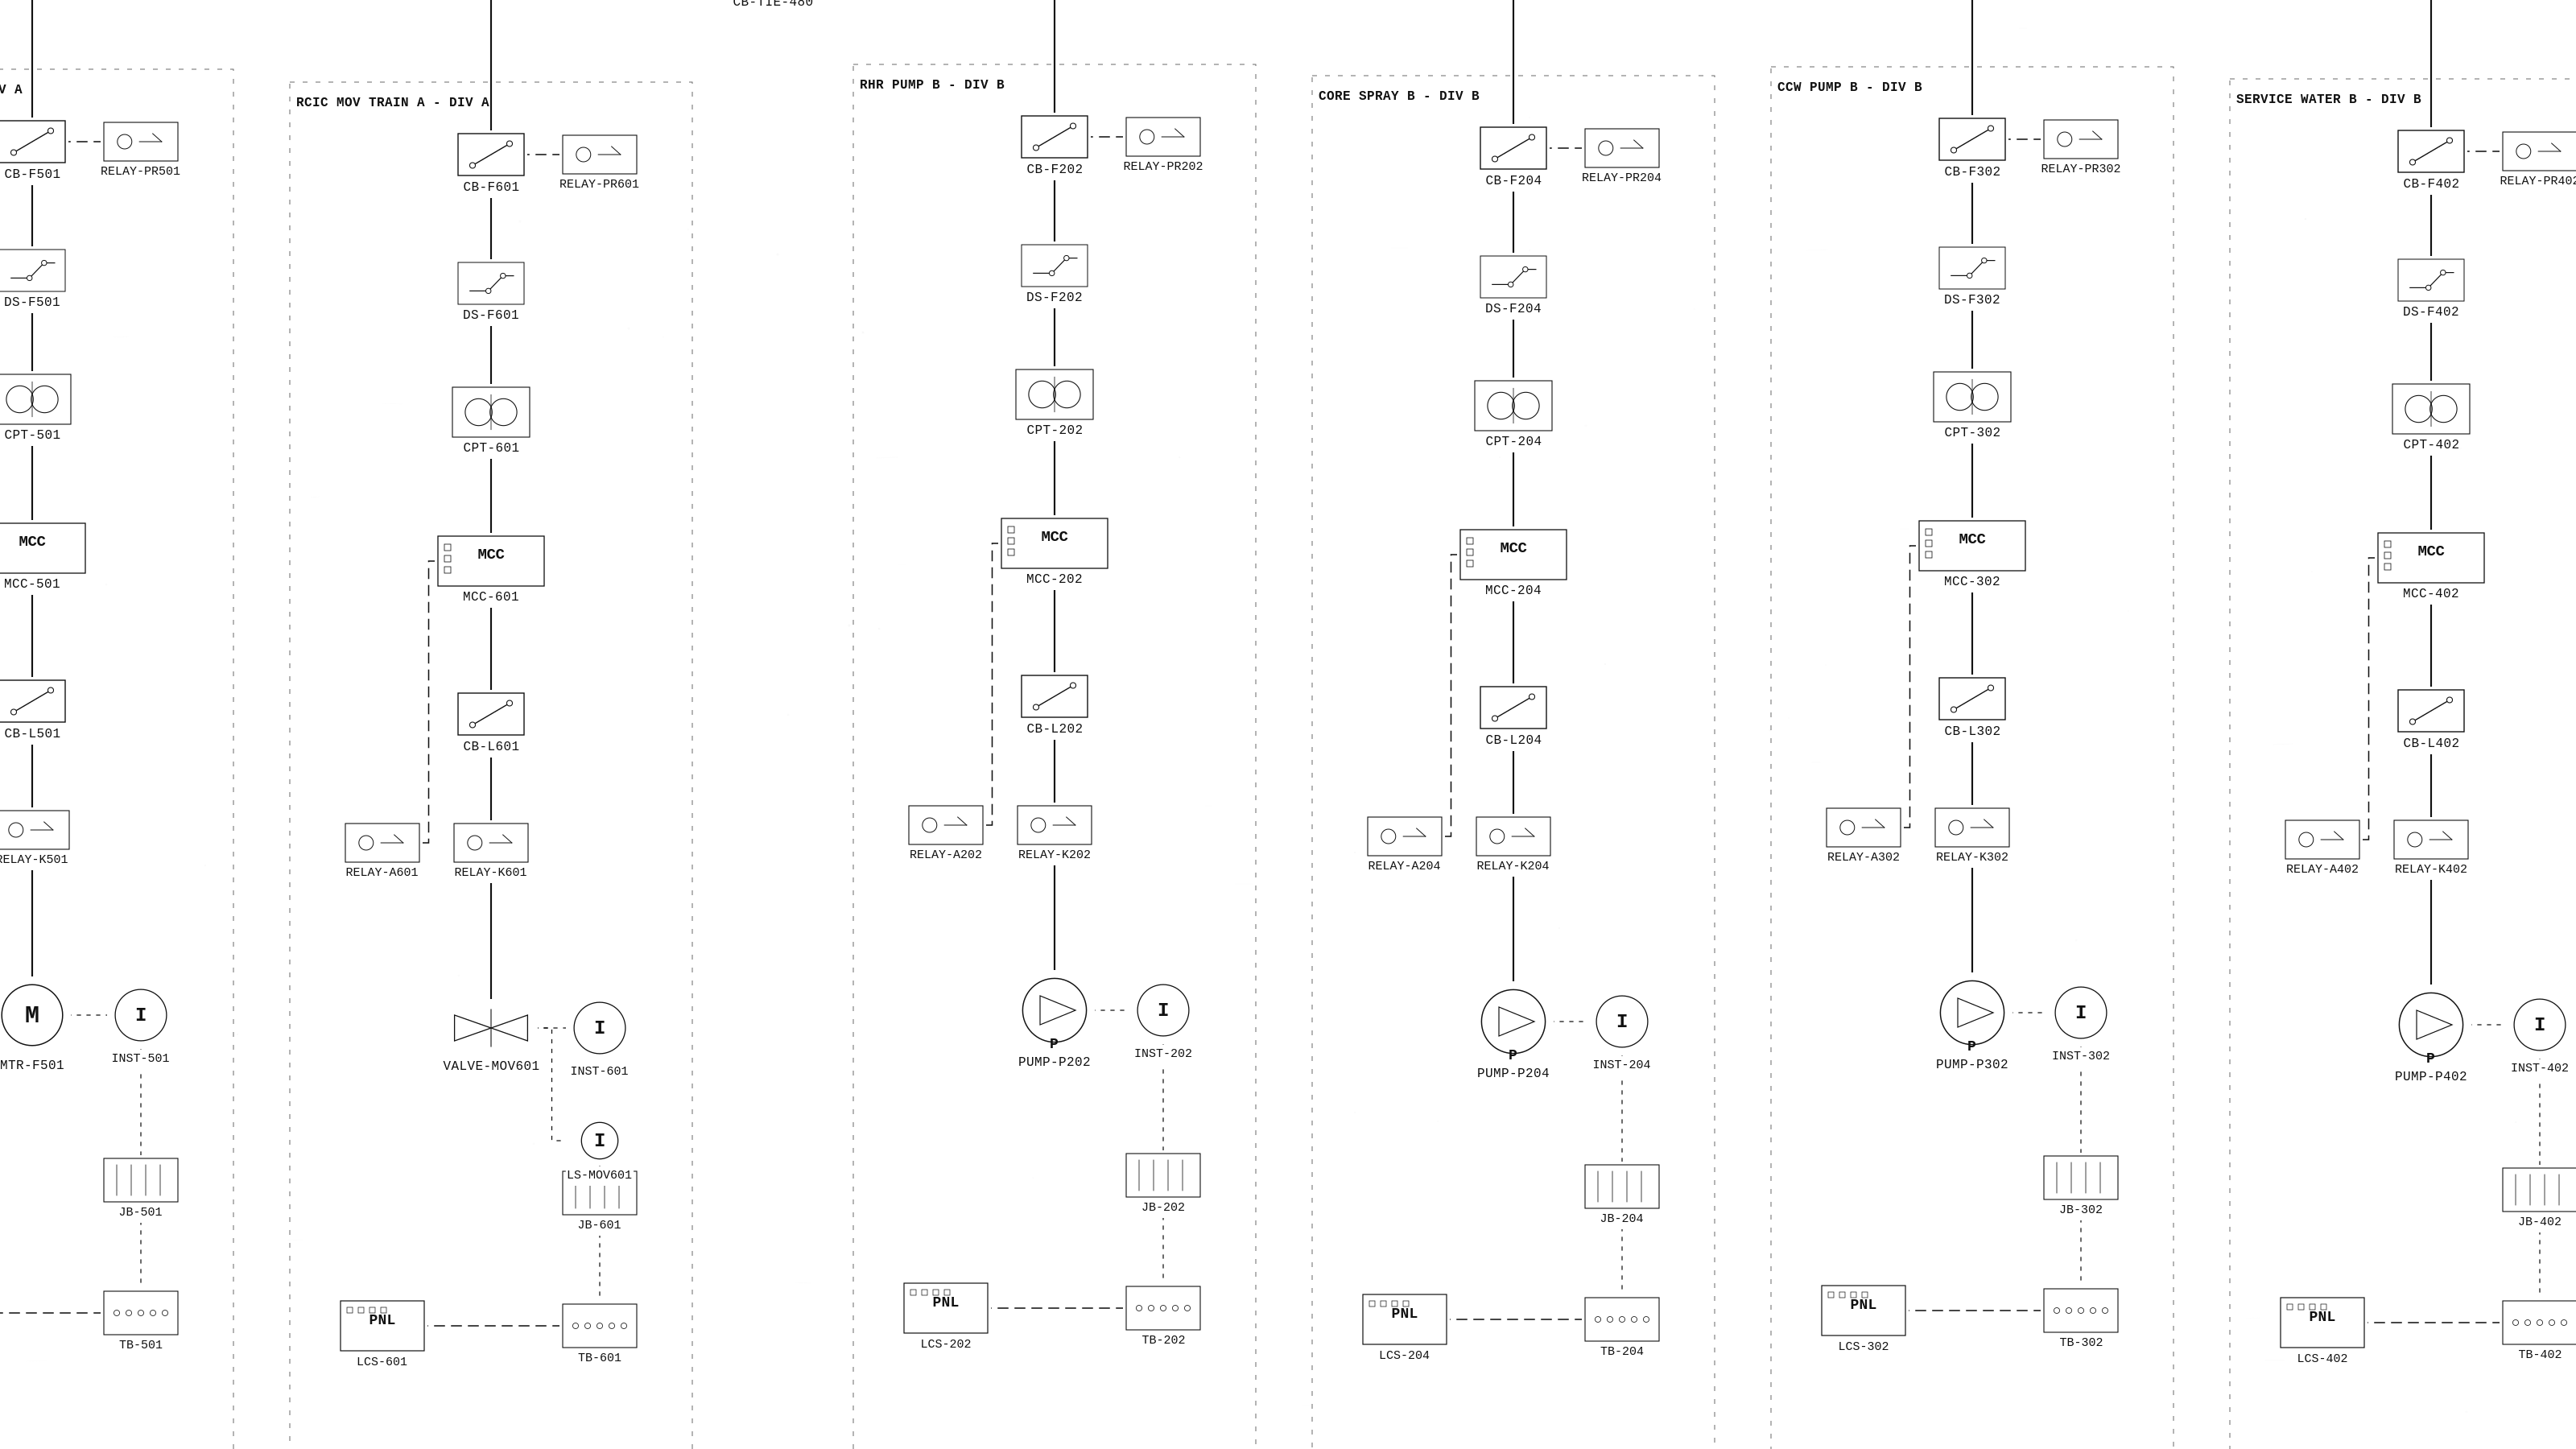 CB-TIE-480
V A
CB-F501
RELAY-PR501
DS-F501
CPT-501
MCC
MCC-501
CB-L501
RELAY-K501
M
MTR-F501
I
INST-501
JB-501
TB-501
RCIC MOV TRAIN A - DIV A
CB-F601
RELAY-PR601
DS-F601
CPT-601
MCC
MCC-601
CB-L601
RELAY-A601
RELAY-K601
VALVE-MOV601
I
INST-601
I
LS-MOV601
JB-601
PNL
LCS-601
TB-601
RHR PUMP B - DIV B
CB-F202
RELAY-PR202
DS-F202
CPT-202
MCC
MCC-202
CB-L202
RELAY-A202
RELAY-K202
P
PUMP-P202
I
INST-202
JB-202
PNL
LCS-202
TB-202
CORE SPRAY B - DIV B
CB-F204
RELAY-PR204
DS-F204
CPT-204
MCC
MCC-204
CB-L204
RELAY-A204
RELAY-K204
P
PUMP-P204
I
INST-204
JB-204
PNL
LCS-204
TB-204
CCW PUMP B - DIV B
CB-F302
RELAY-PR302
DS-F302
CPT-302
MCC
MCC-302
CB-L302
RELAY-A302
RELAY-K302
P
PUMP-P302
I
INST-302
JB-302
PNL
LCS-302
TB-302
SERVICE WATER B - DIV B
CB-F402
RELAY-PR402
DS-F402
CPT-402
MCC
MCC-402
CB-L402
RELAY-A402
RELAY-K402
P
PUMP-P402
I
INST-402
JB-402
PNL
LCS-402
TB-402